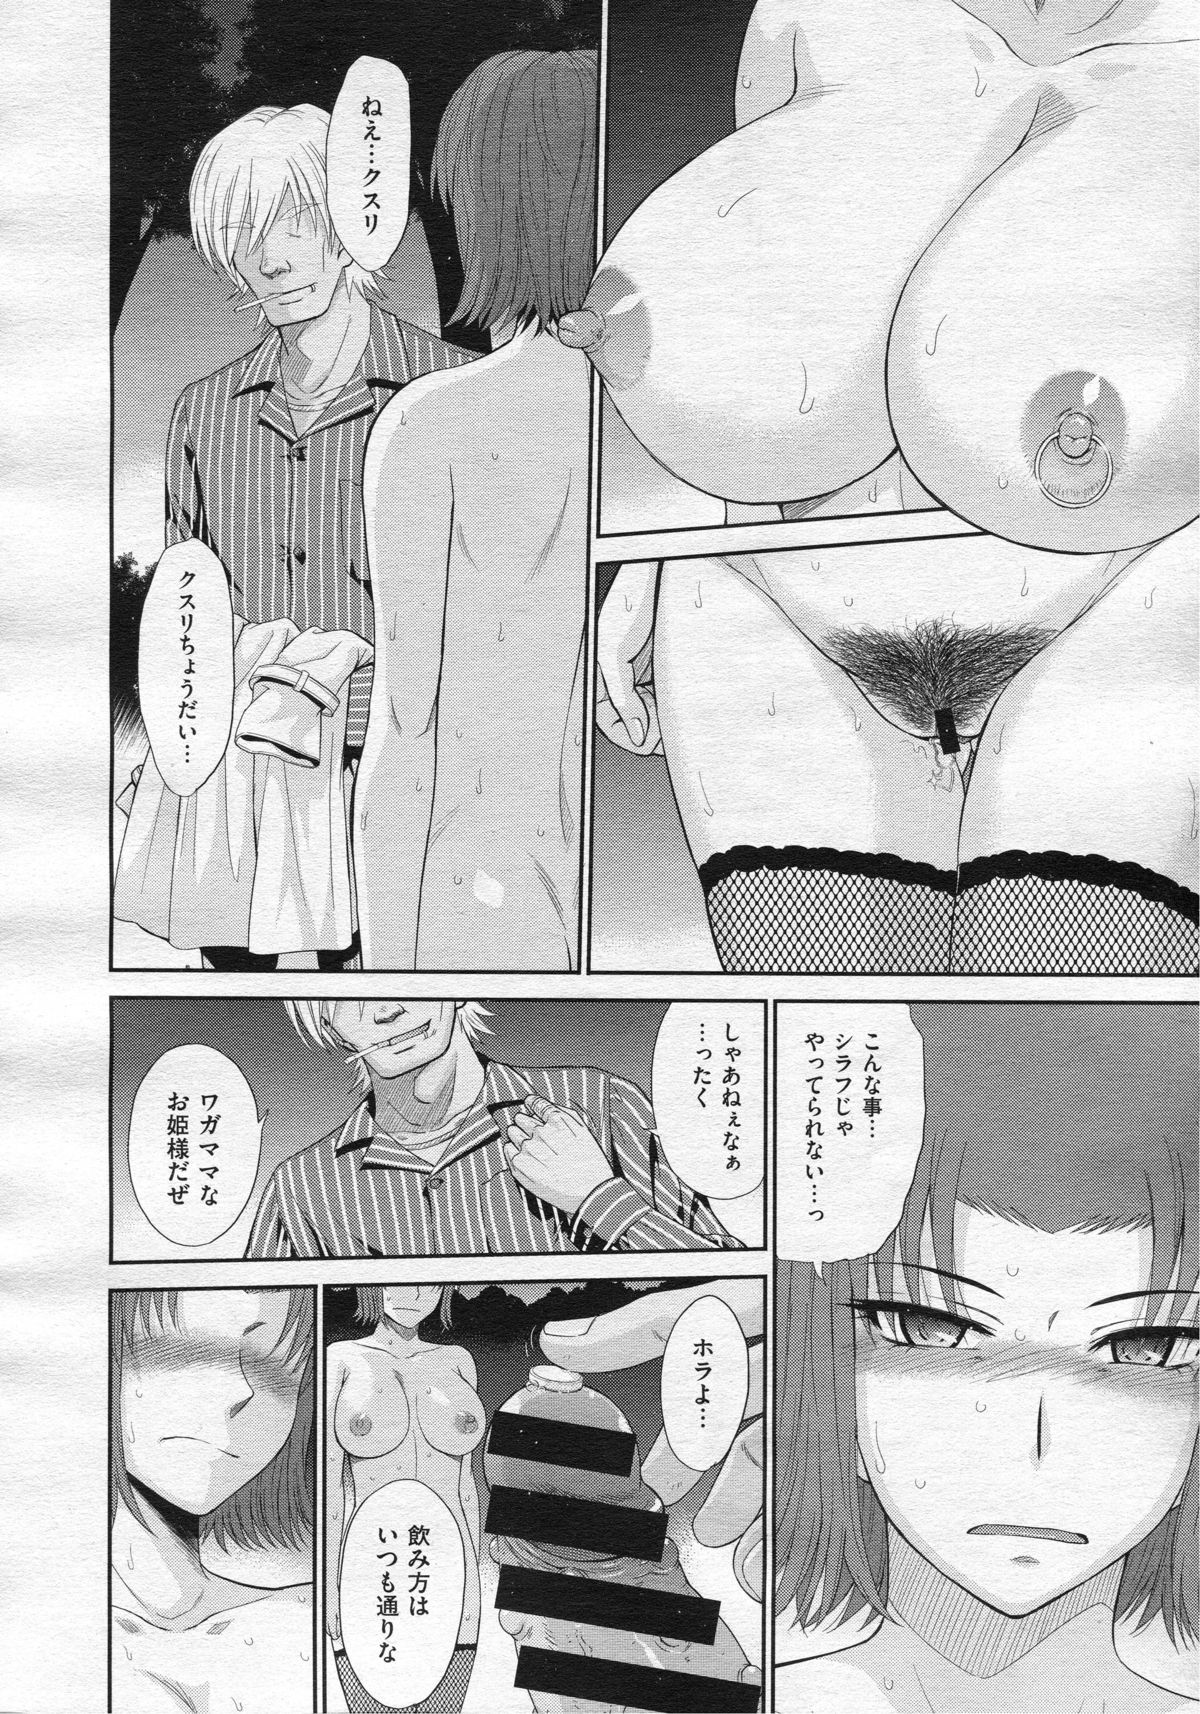 ねえ…クスリ
クスリちょうだい…
こんな事…
シラフじゃ
やってられない…っ
しゃあねぇなぁ
…ったく
ワガママな
お姫様だぜ
ホラよ…
飲み方は
いつも通りな